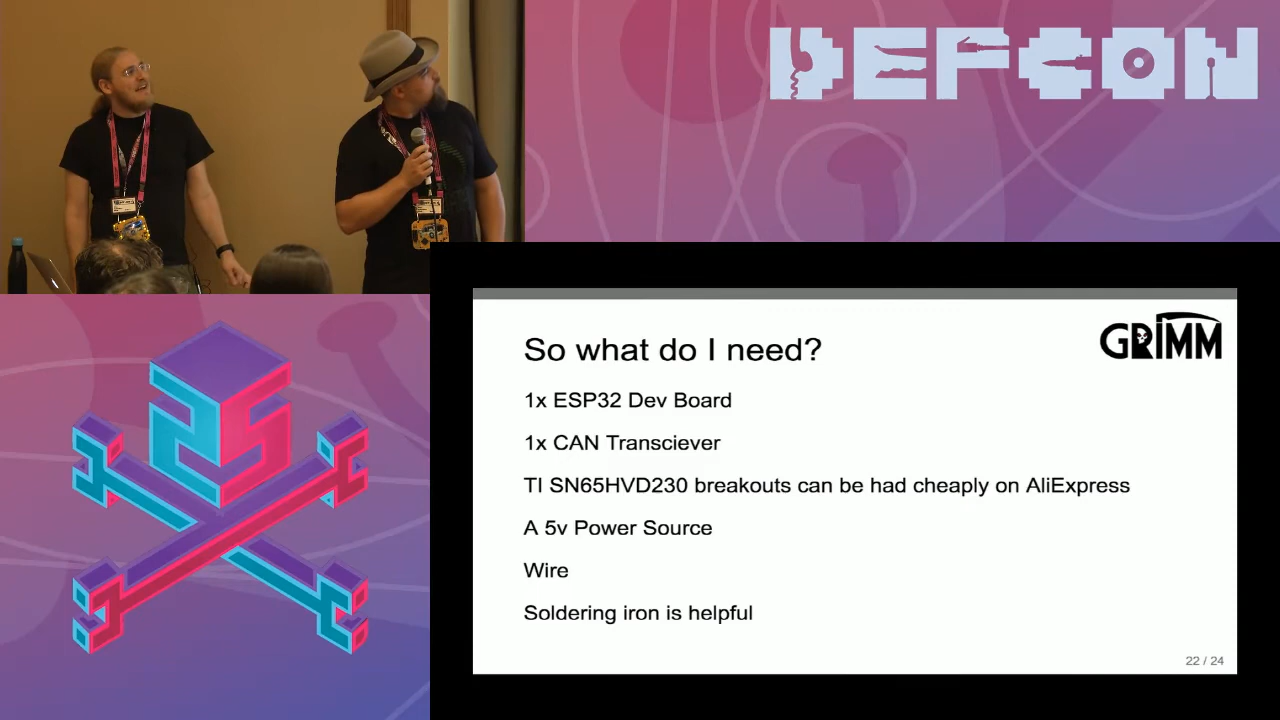 DEFCON
GRIMM
So what do I need?
1x ESP32 Dev Board
1x CAN Transciever
TI SN65HVD230 breakouts can be had cheaply on AliExpress
A 5v Power Source
Wire
Soldering iron is helpful
22 / 24